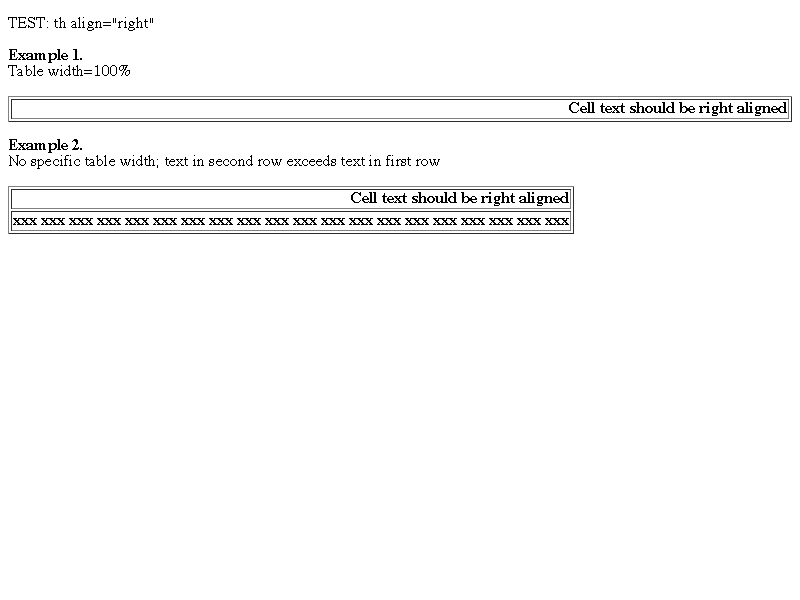 TEST: th align="right"
Example 1.
Table width=100%
Cell text should be right aligned
Example 2.
No specific table width; text in second row exceeds text in first row
Cell text should be right aligned
xxx xxx xxx xxx xxx xxx xxx xxx xxx xxx xxx xxx xxx xxx xxx xxx xxx xxx xxx xxx